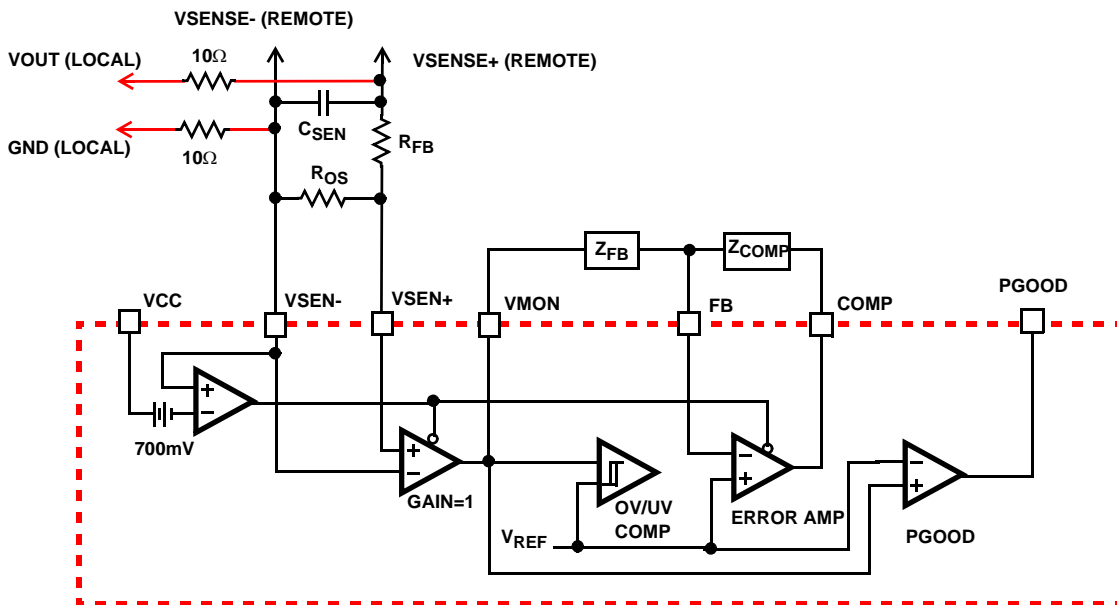 VSENSE- (REMOTE)
10Ω
VOUT (LOCAL)
VSENSE+ (REMOTE)
CSEN
RFB
GND (LOCAL)
10Ω
ROS
ZFB
ZCOMP
VCC
VSEN-
VSEN+
VMON
FB
COMP
PGOOD
+
−
700mV
+
−
GAIN=1
OV/UV
COMP
−
+
ERROR AMP
−
+
PGOOD
VREF